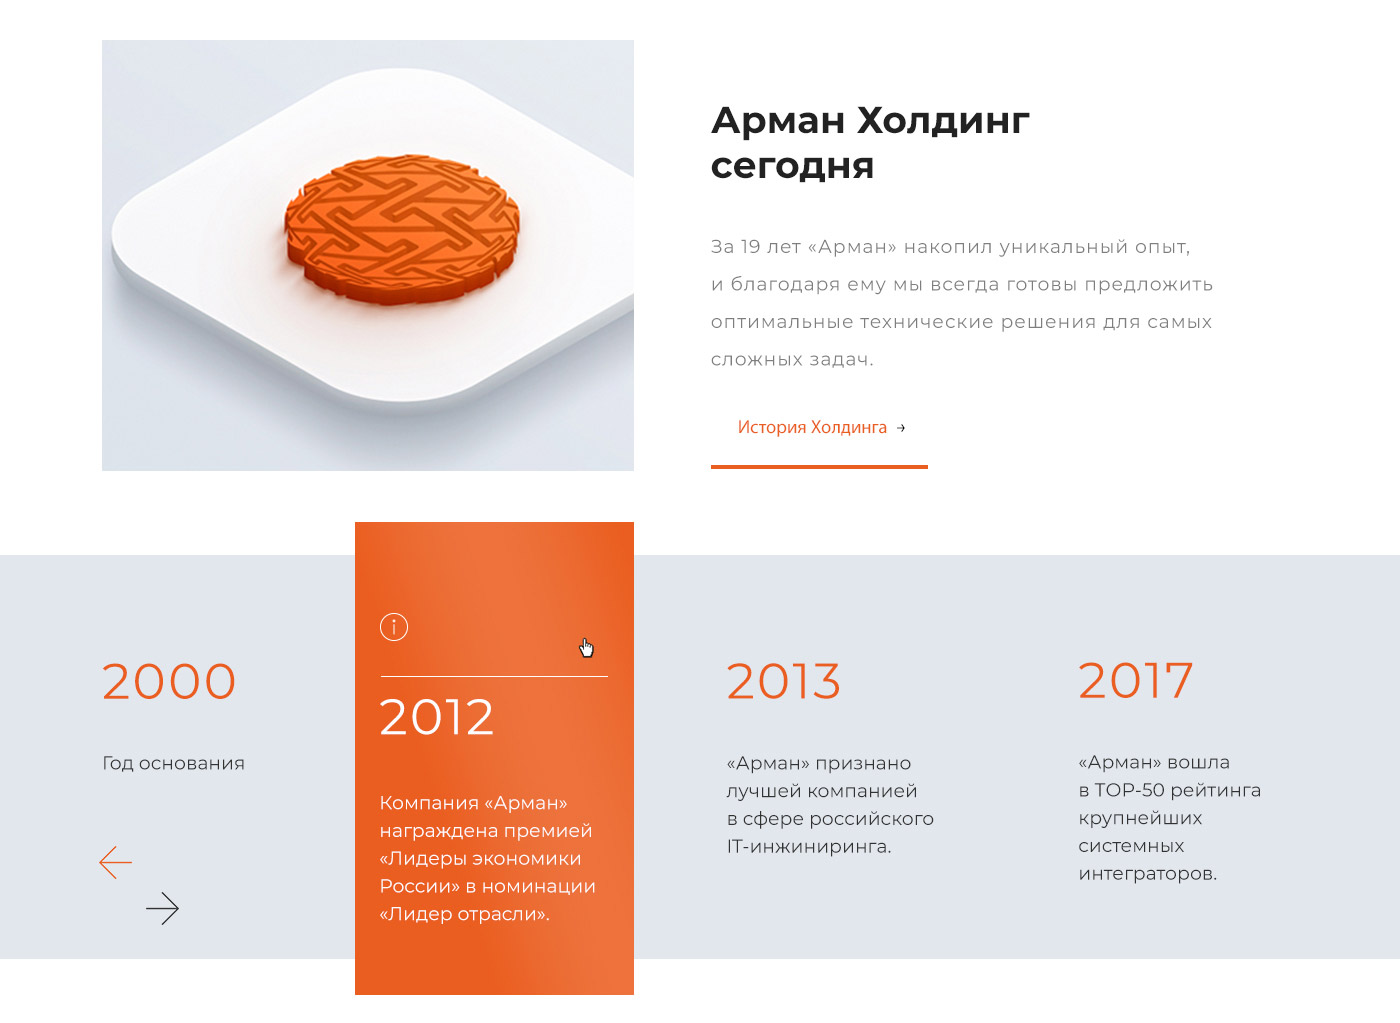 Арман Холдинг
сегодня
За 19 лет «Арман» накопил уникальный опыт,
и благодаря ему мы всегда готовы предложить
оптимальные технические решения для самых
сложных задач.
История Холдинга →
2000
Год основания
2012
Компания «Арман»
награждена премией
«Лидеры экономики
России» в номинации
«Лидер отрасли».
2013
«Арман» признано
лучшей компанией
в сфере российского
IT-инжиниринга.
2017
«Арман» вошла
в TOP-50 рейтинга
крупнейших
системных
интеграторов.